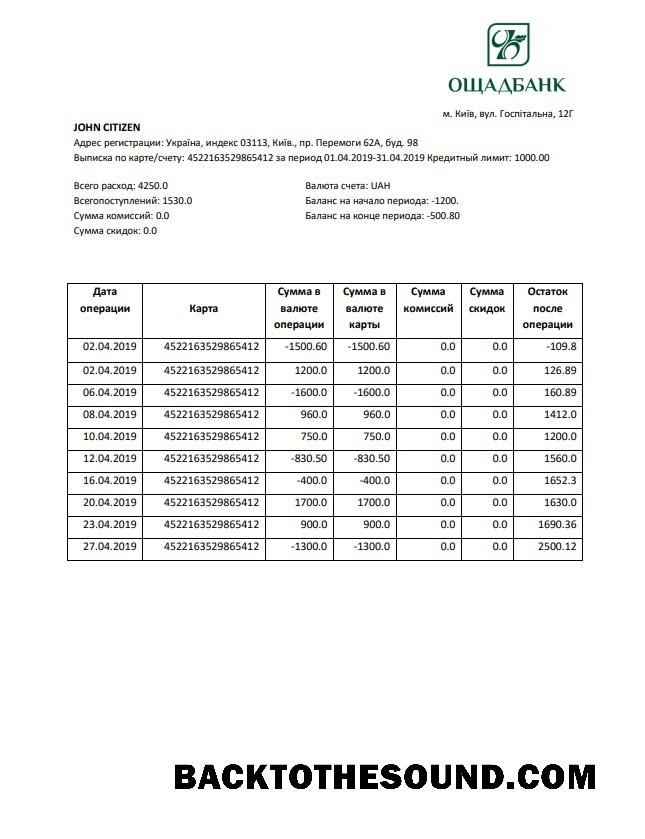 ОЩАДБАНК
м. Київ, вул. Госпітальна, 12Г
JOHN CITIZEN
Адрес регистрации: Україна, индекс 03113, Київ., пр. Перемоги 62А, буд. 98
Выписка по карте/счету: 4522163529865412 за период 01.04.2019-31.04.2019 Кредитный лимит: 1000.00
Всего расход: 4250.0 Валюта счета: UAH
Всегопоступлений: 1530.0 Баланс на начало периода: -1200.
Сумма комиссий: 0.0 Баланс на конце периода: -500.80
Сумма скидок: 0.0
Дата операции Карта Сумма в валюте операции Сумма в валюте карты Сумма комиссий Сумма скидок Остаток после операции
02.04.2019 4522163529865412 -1500.60 -1500.60 0.0 0.0 -109.8
02.04.2019 4522163529865412 1200.0 1200.0 0.0 0.0 126.89
06.04.2019 4522163529865412 -1600.0 -1600.0 0.0 0.0 160.89
08.04.2019 4522163529865412 960.0 960.0 0.0 0.0 1412.0
10.04.2019 4522163529865412 750.0 750.0 0.0 0.0 1200.0
12.04.2019 4522163529865412 -830.50 -830.50 0.0 0.0 1560.0
16.04.2019 4522163529865412 -400.0 -400.0 0.0 0.0 1652.3
20.04.2019 4522163529865412 1700.0 1700.0 0.0 0.0 1630.0
23.04.2019 4522163529865412 900.0 900.0 0.0 0.0 1690.36
27.04.2019 4522163529865412 -1300.0 -1300.0 0.0 0.0 2500.12
BACKTOTHESOUND.COM